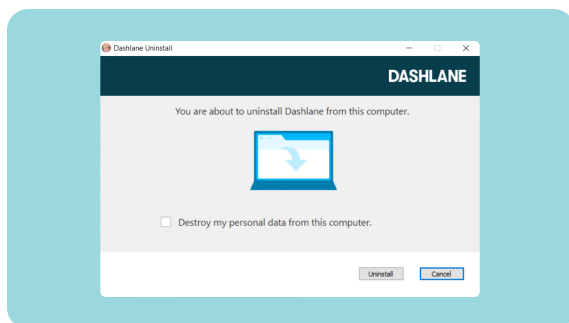 Dashlane Uninstall
DASHLANE
You are about to uninstall Dashlane from this computer.
Destroy my personal data from this computer.
Uninstall Cancel